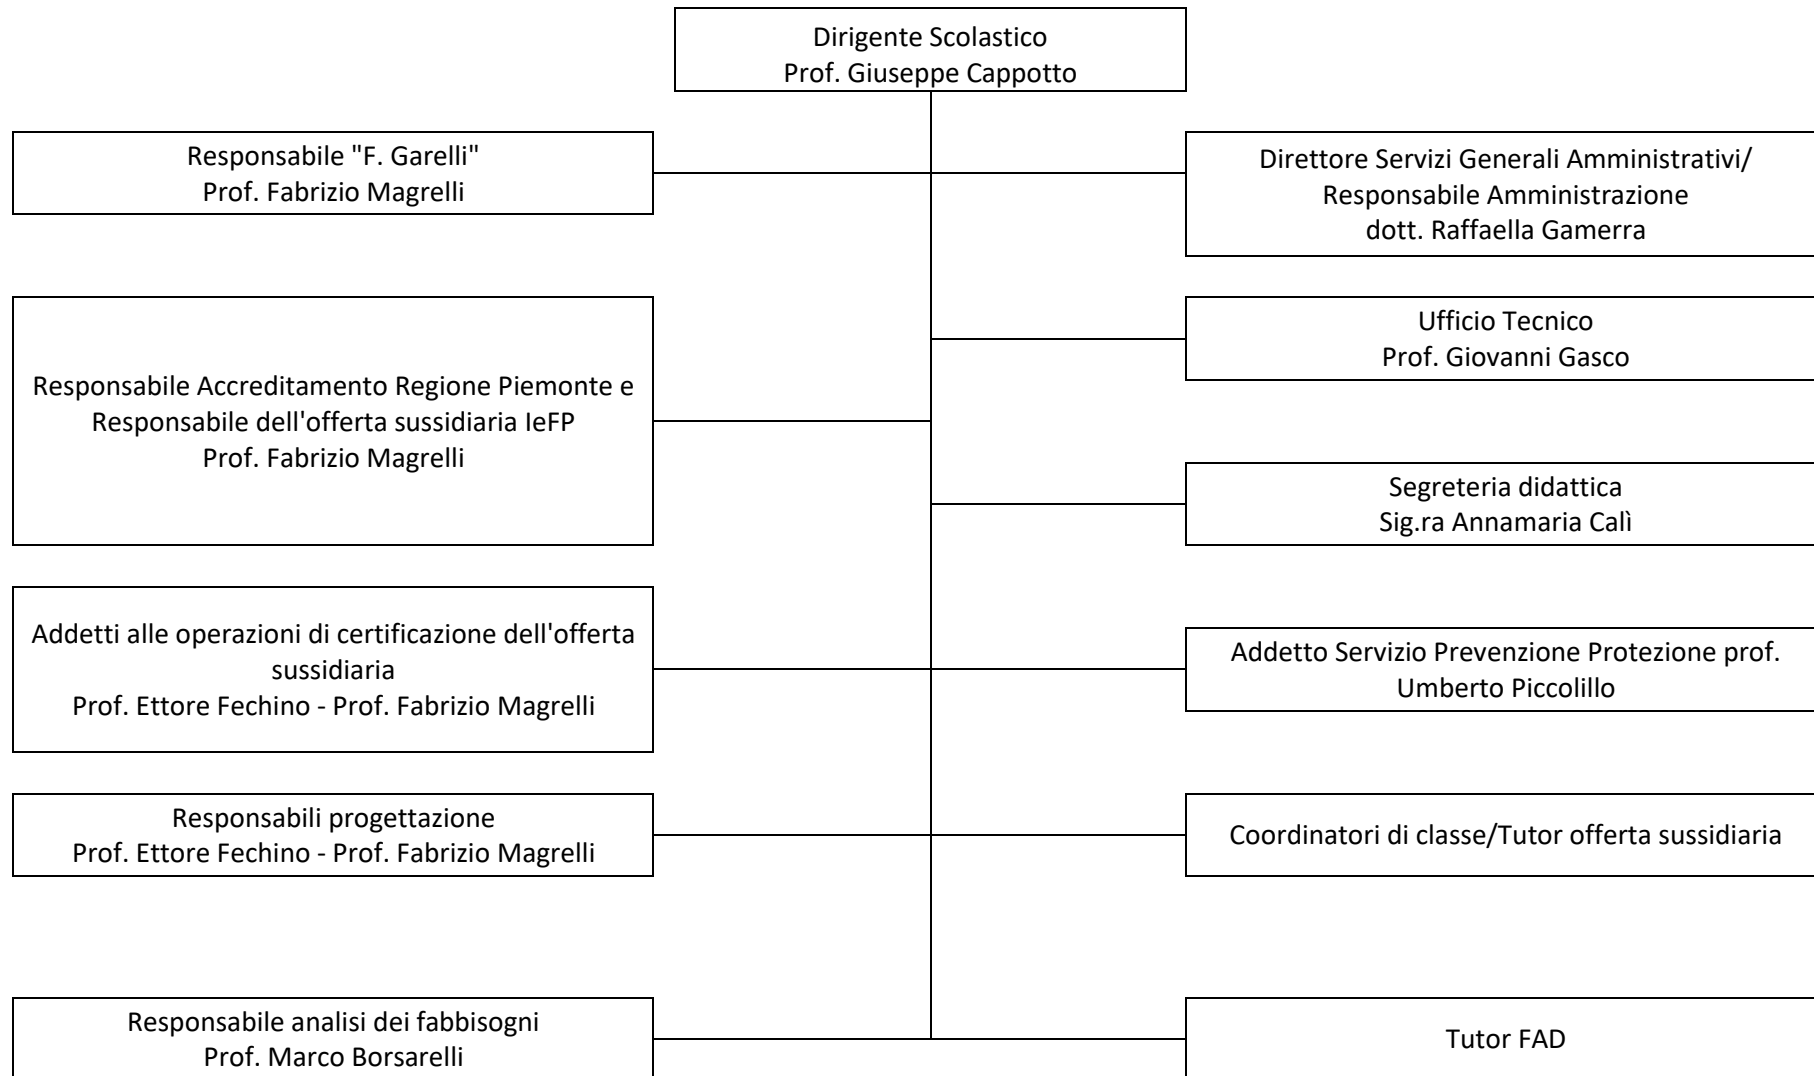 Dirigente Scolastico
Prof. Giuseppe Cappotto
Responsabile "F. Garelli"
Prof. Fabrizio Magrelli
Direttore Servizi Generali Amministrativi/
Responsabile Amministrazione
dott. Raffaella Gamerra
Responsabile Accreditamento Regione Piemonte e
Responsabile dell'offerta sussidiaria IeFP
Prof. Fabrizio Magrelli
Ufficio Tecnico
Prof. Giovanni Gasco
Segreteria didattica
Sig.ra Annamaria Calì
Addetti alle operazioni di certificazione dell'offerta
sussidiaria
Prof. Ettore Fechino - Prof. Fabrizio Magrelli
Addetto Servizio Prevenzione Protezione prof.
Umberto Piccolillo
Responsabili progettazione
Prof. Ettore Fechino - Prof. Fabrizio Magrelli
Coordinatori di classe/Tutor offerta sussidiaria
Responsabile analisi dei fabbisogni
Prof. Marco Borsarelli
Tutor FAD